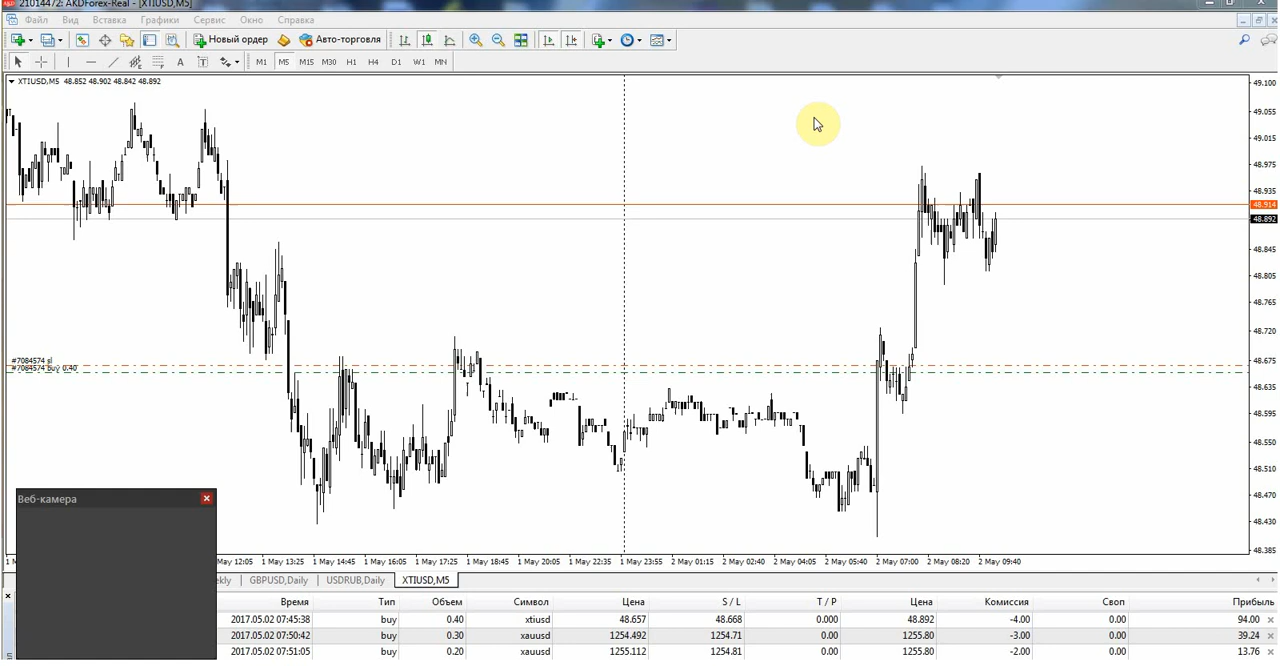 21014472: AKDForex-Real - [XTIUSD,M5]
Файл Вид Вставка Графики Сервис Окно Справка
Новый ордер Авто-торговля
A T M1 M5 M15 M30 H1 H4 D1 W1 MN
XTIUSD,M5 48.852 48.902 48.842 48.892
49.100
49.055
49.015
48.975
48.935
48.914
48.892
48.845
48.805
48.765
48.720
#7084574 sl
48.675
#7084574 buy 0.40
48.635
48.595
48.550
48.510
48.470
48.430
48.385
Веб-камера
1 M May 12:05 1 May 13:25 1 May 14:45 1 May 16:05 1 May 17:25 1 May 18:45 1 May 20:05 1 May 22:35 1 May 23:55 2 May 01:15 2 May 02:40 2 May 04:20 2 May 05:40 2 May 07:00 2 May 08:20 2 May 09:40
ekly GBPUSD,Daily USDRUB,Daily XTIUSD,M5
Время Тип Объем Символ Цена S / L T / P Цена Комиссия Своп Прибыль
2017.05.02 07:45:38 buy 0.40 xtiusd 48.657 48.668 0.000 48.892 -4.00 0.00 94.00
2017.05.02 07:50:42 buy 0.30 xauusd 1254.492 1254.71 0.00 1255.80 -3.00 0.00 39.24
2017.05.02 07:51:05 buy 0.20 xauusd 1255.112 1254.81 0.00 1255.80 -2.00 0.00 13.76